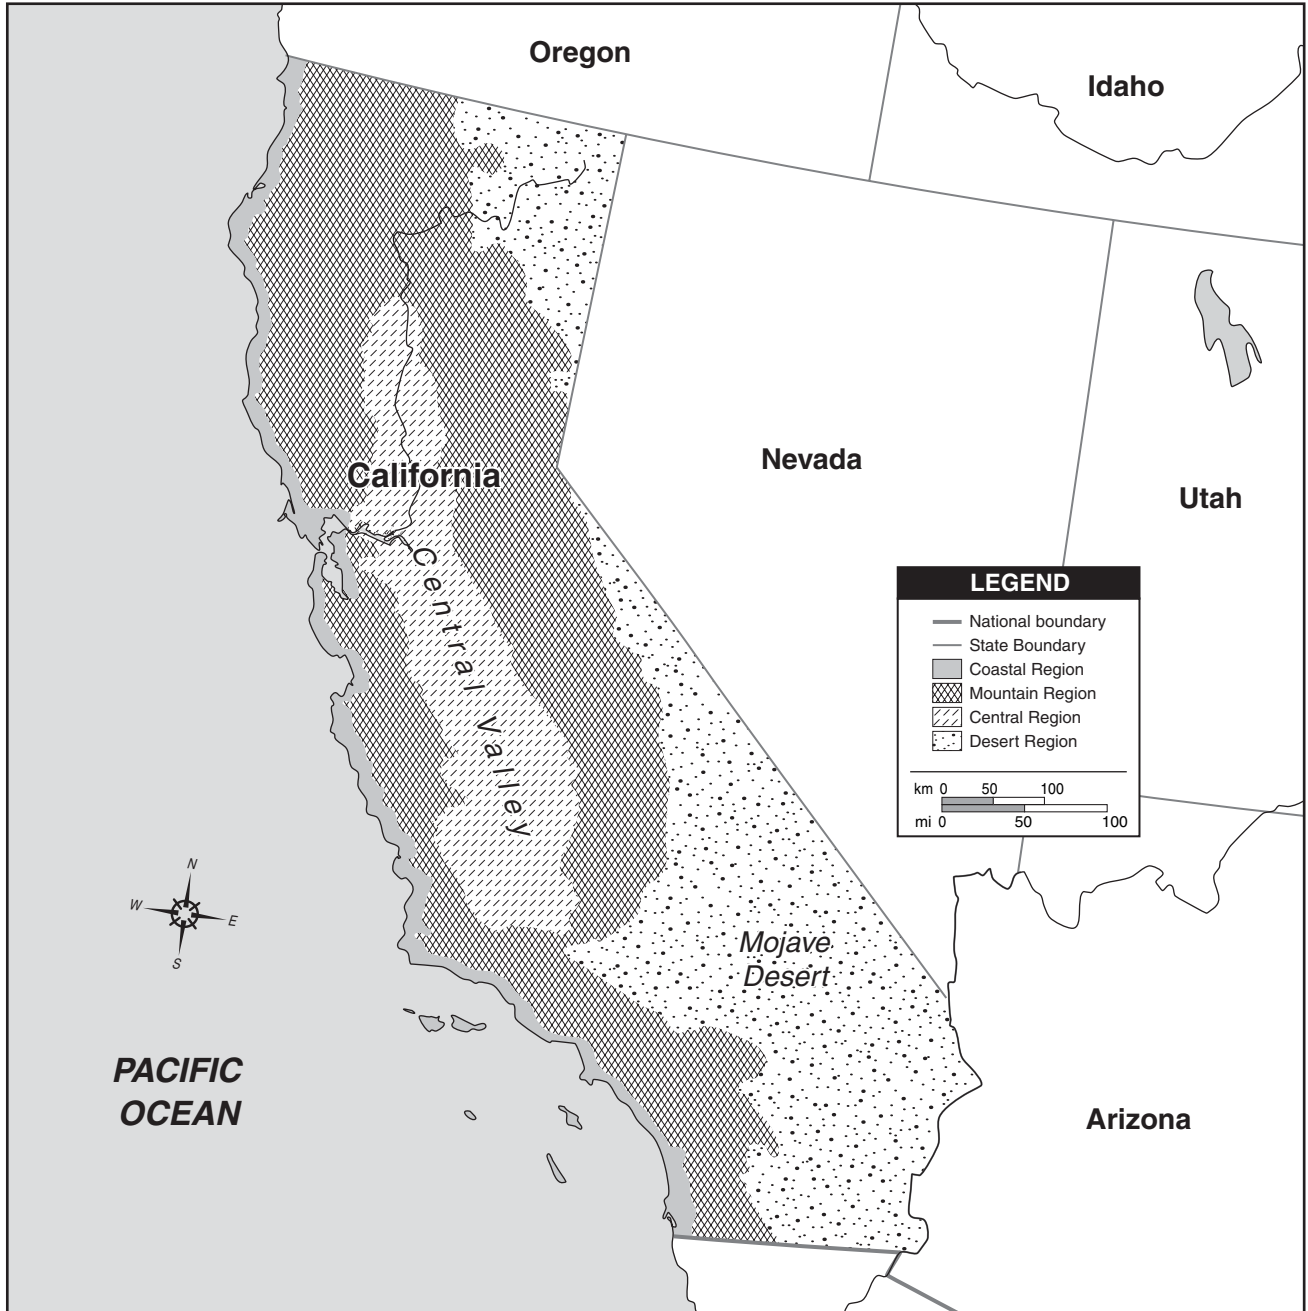 Oregon
Idaho
Nevada
Utah
California
Central Valley
LEGEND
National boundary
State Boundary
Coastal Region
Mountain Region
Central Region
Desert Region
km 0 50 100
mi 0 50 100
N
W
E
S
Mojave
Desert
PACIFIC
OCEAN
Arizona